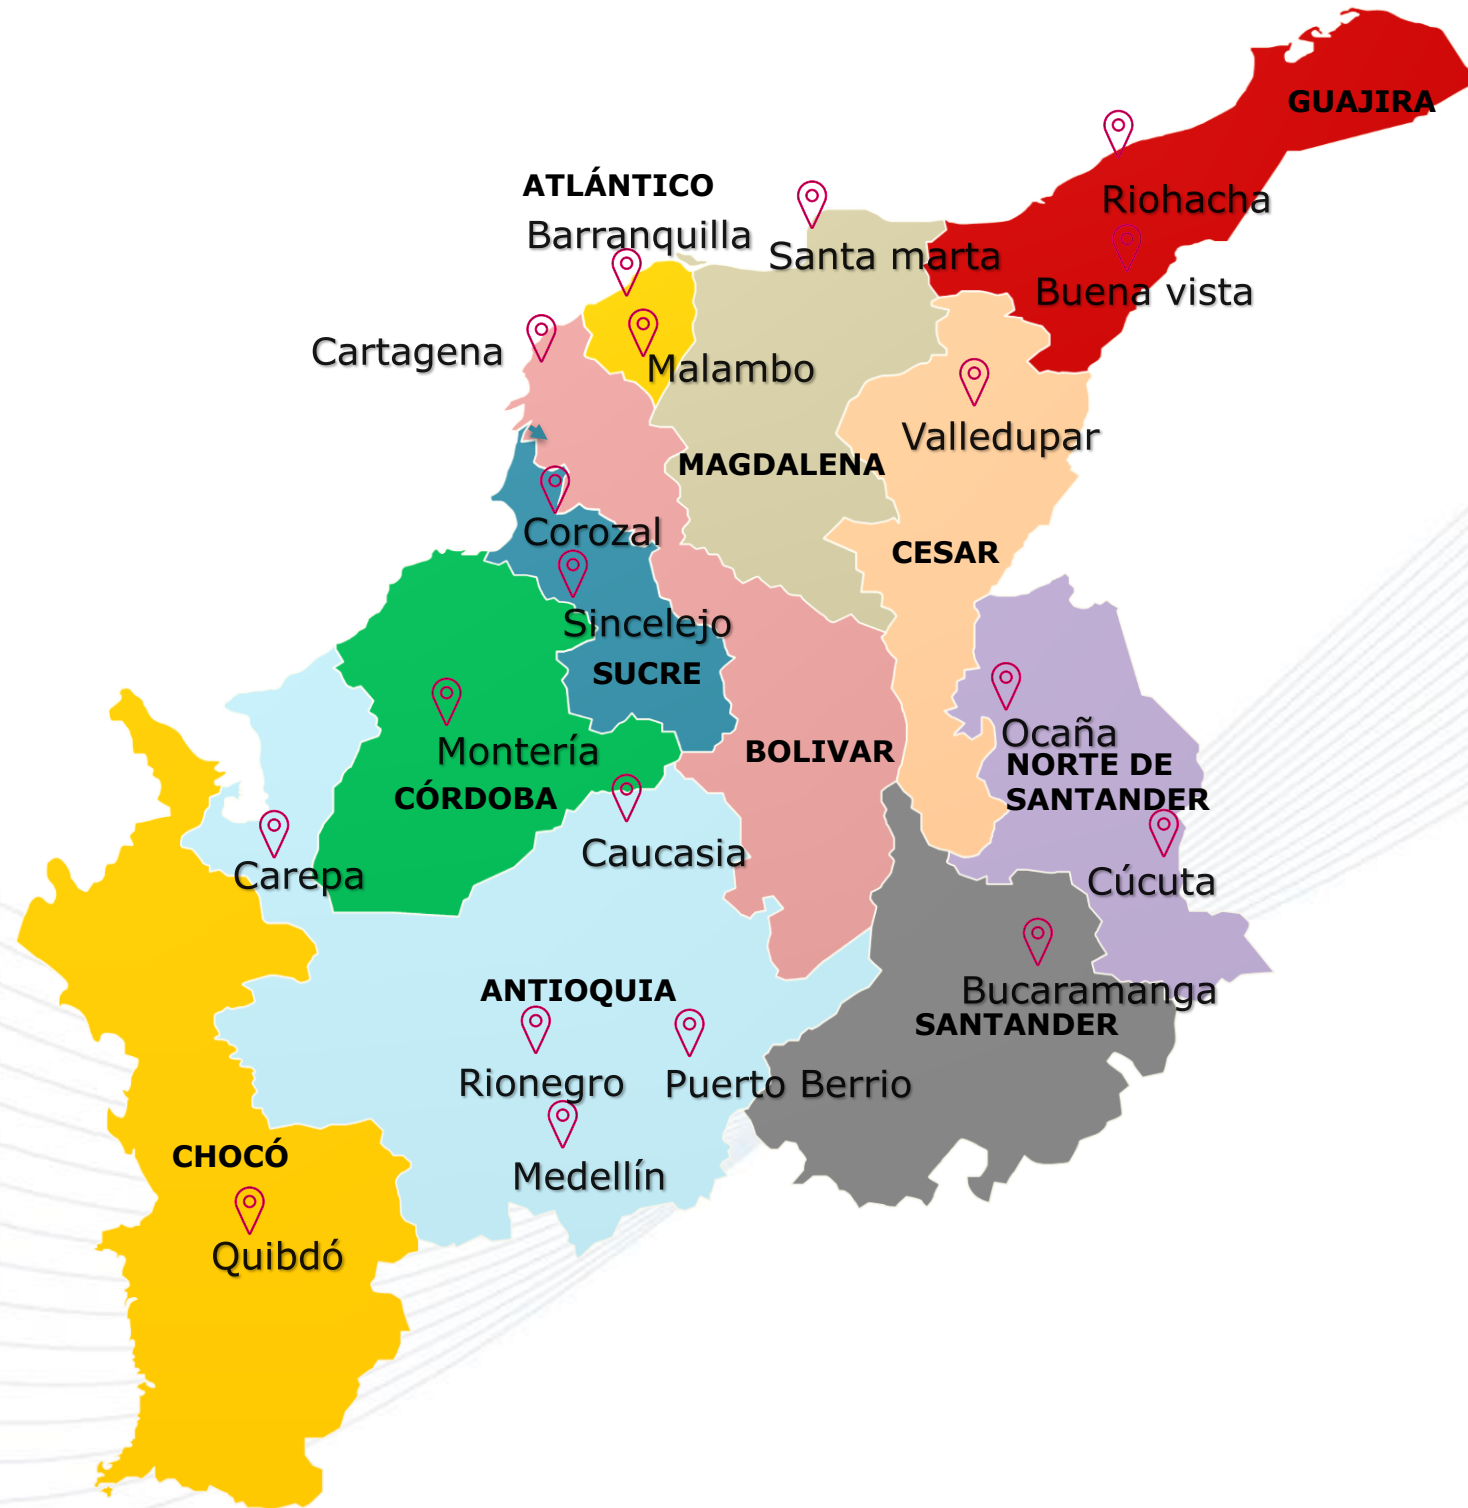 GUAJIRA
ATLÁNTICO
Riohacha
Barranquilla
Santa marta
Buena vista
Cartagena
Malambo
Valledupar
MAGDALENA
Corozal
CESAR
Sincelejo
SUCRE
Ocaña
Montería
BOLIVAR
NORTE DE
SANTANDER
CÓRDOBA
Caucasia
Carepa
Cúcuta
ANTIOQUIA
Bucaramanga
SANTANDER
Rionegro
Puerto Berrio
CHOCÓ
Medellín
Quibdó